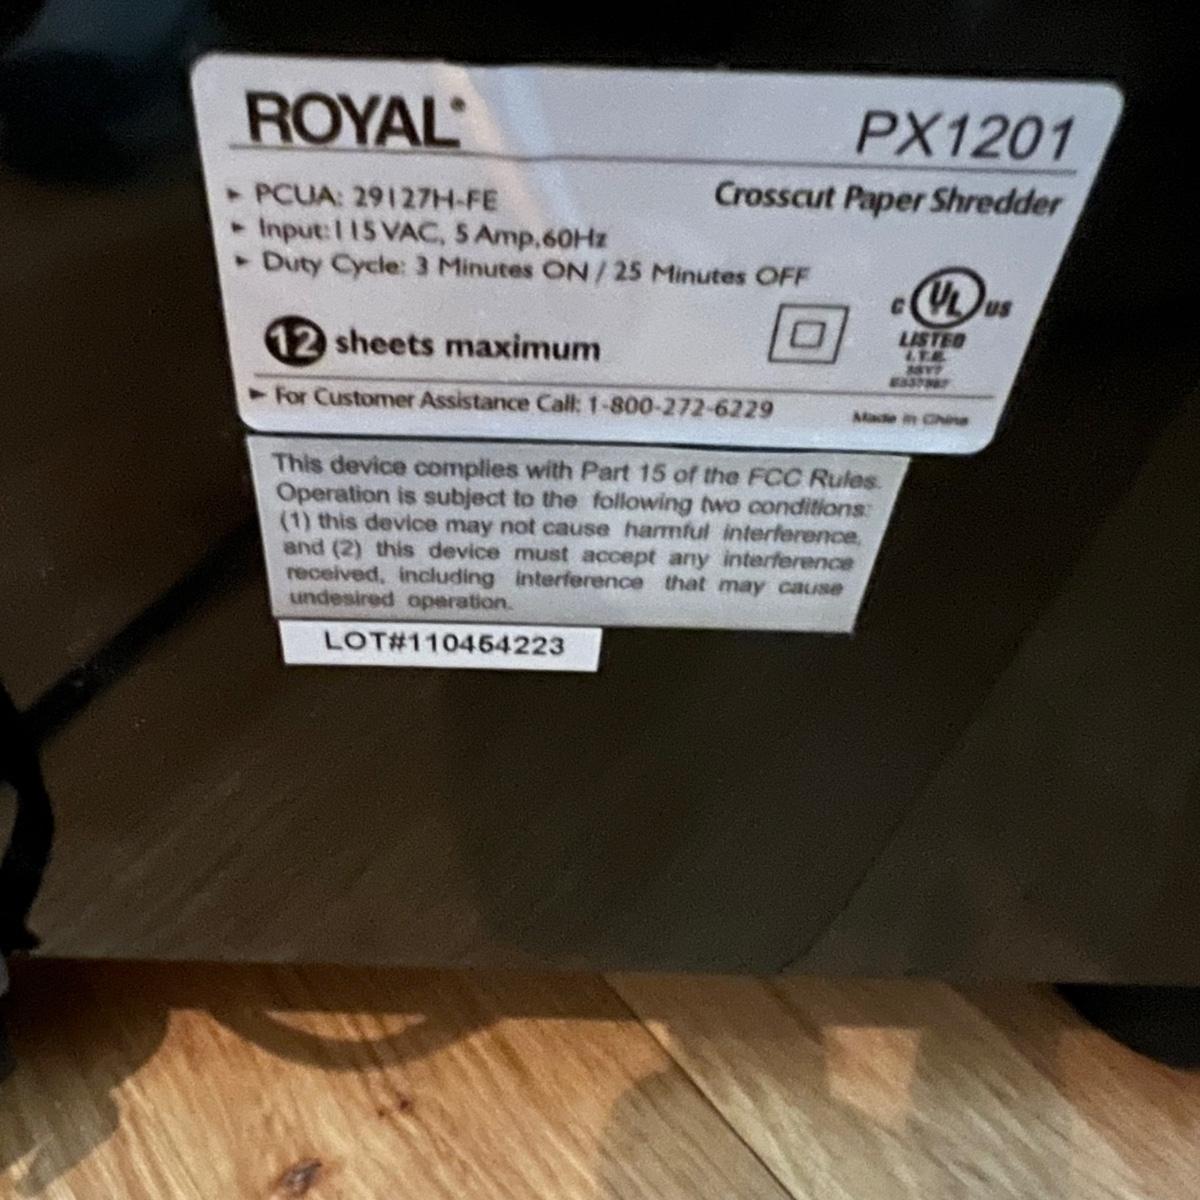 ROYAL®
PX1201
Crosscut Paper Shredder
► PCUA: 29127H-FE
► Input:115 VAC, 5 Amp,60Hz
► Duty Cycle: 3 Minutes ON / 25 Minutes OFF
12 sheets maximum
c UL us
LISTED
I.T.E.
► For Customer Assistance Call: 1-800-272-6229
Made in China
This device complies with Part 15 of the FCC Rules.
Operation is subject to the following two conditions:
(1) this device may not cause harmful interference,
and (2) this device must accept any interference
received, including interference that may cause
undesired operation.
LOT#110454223